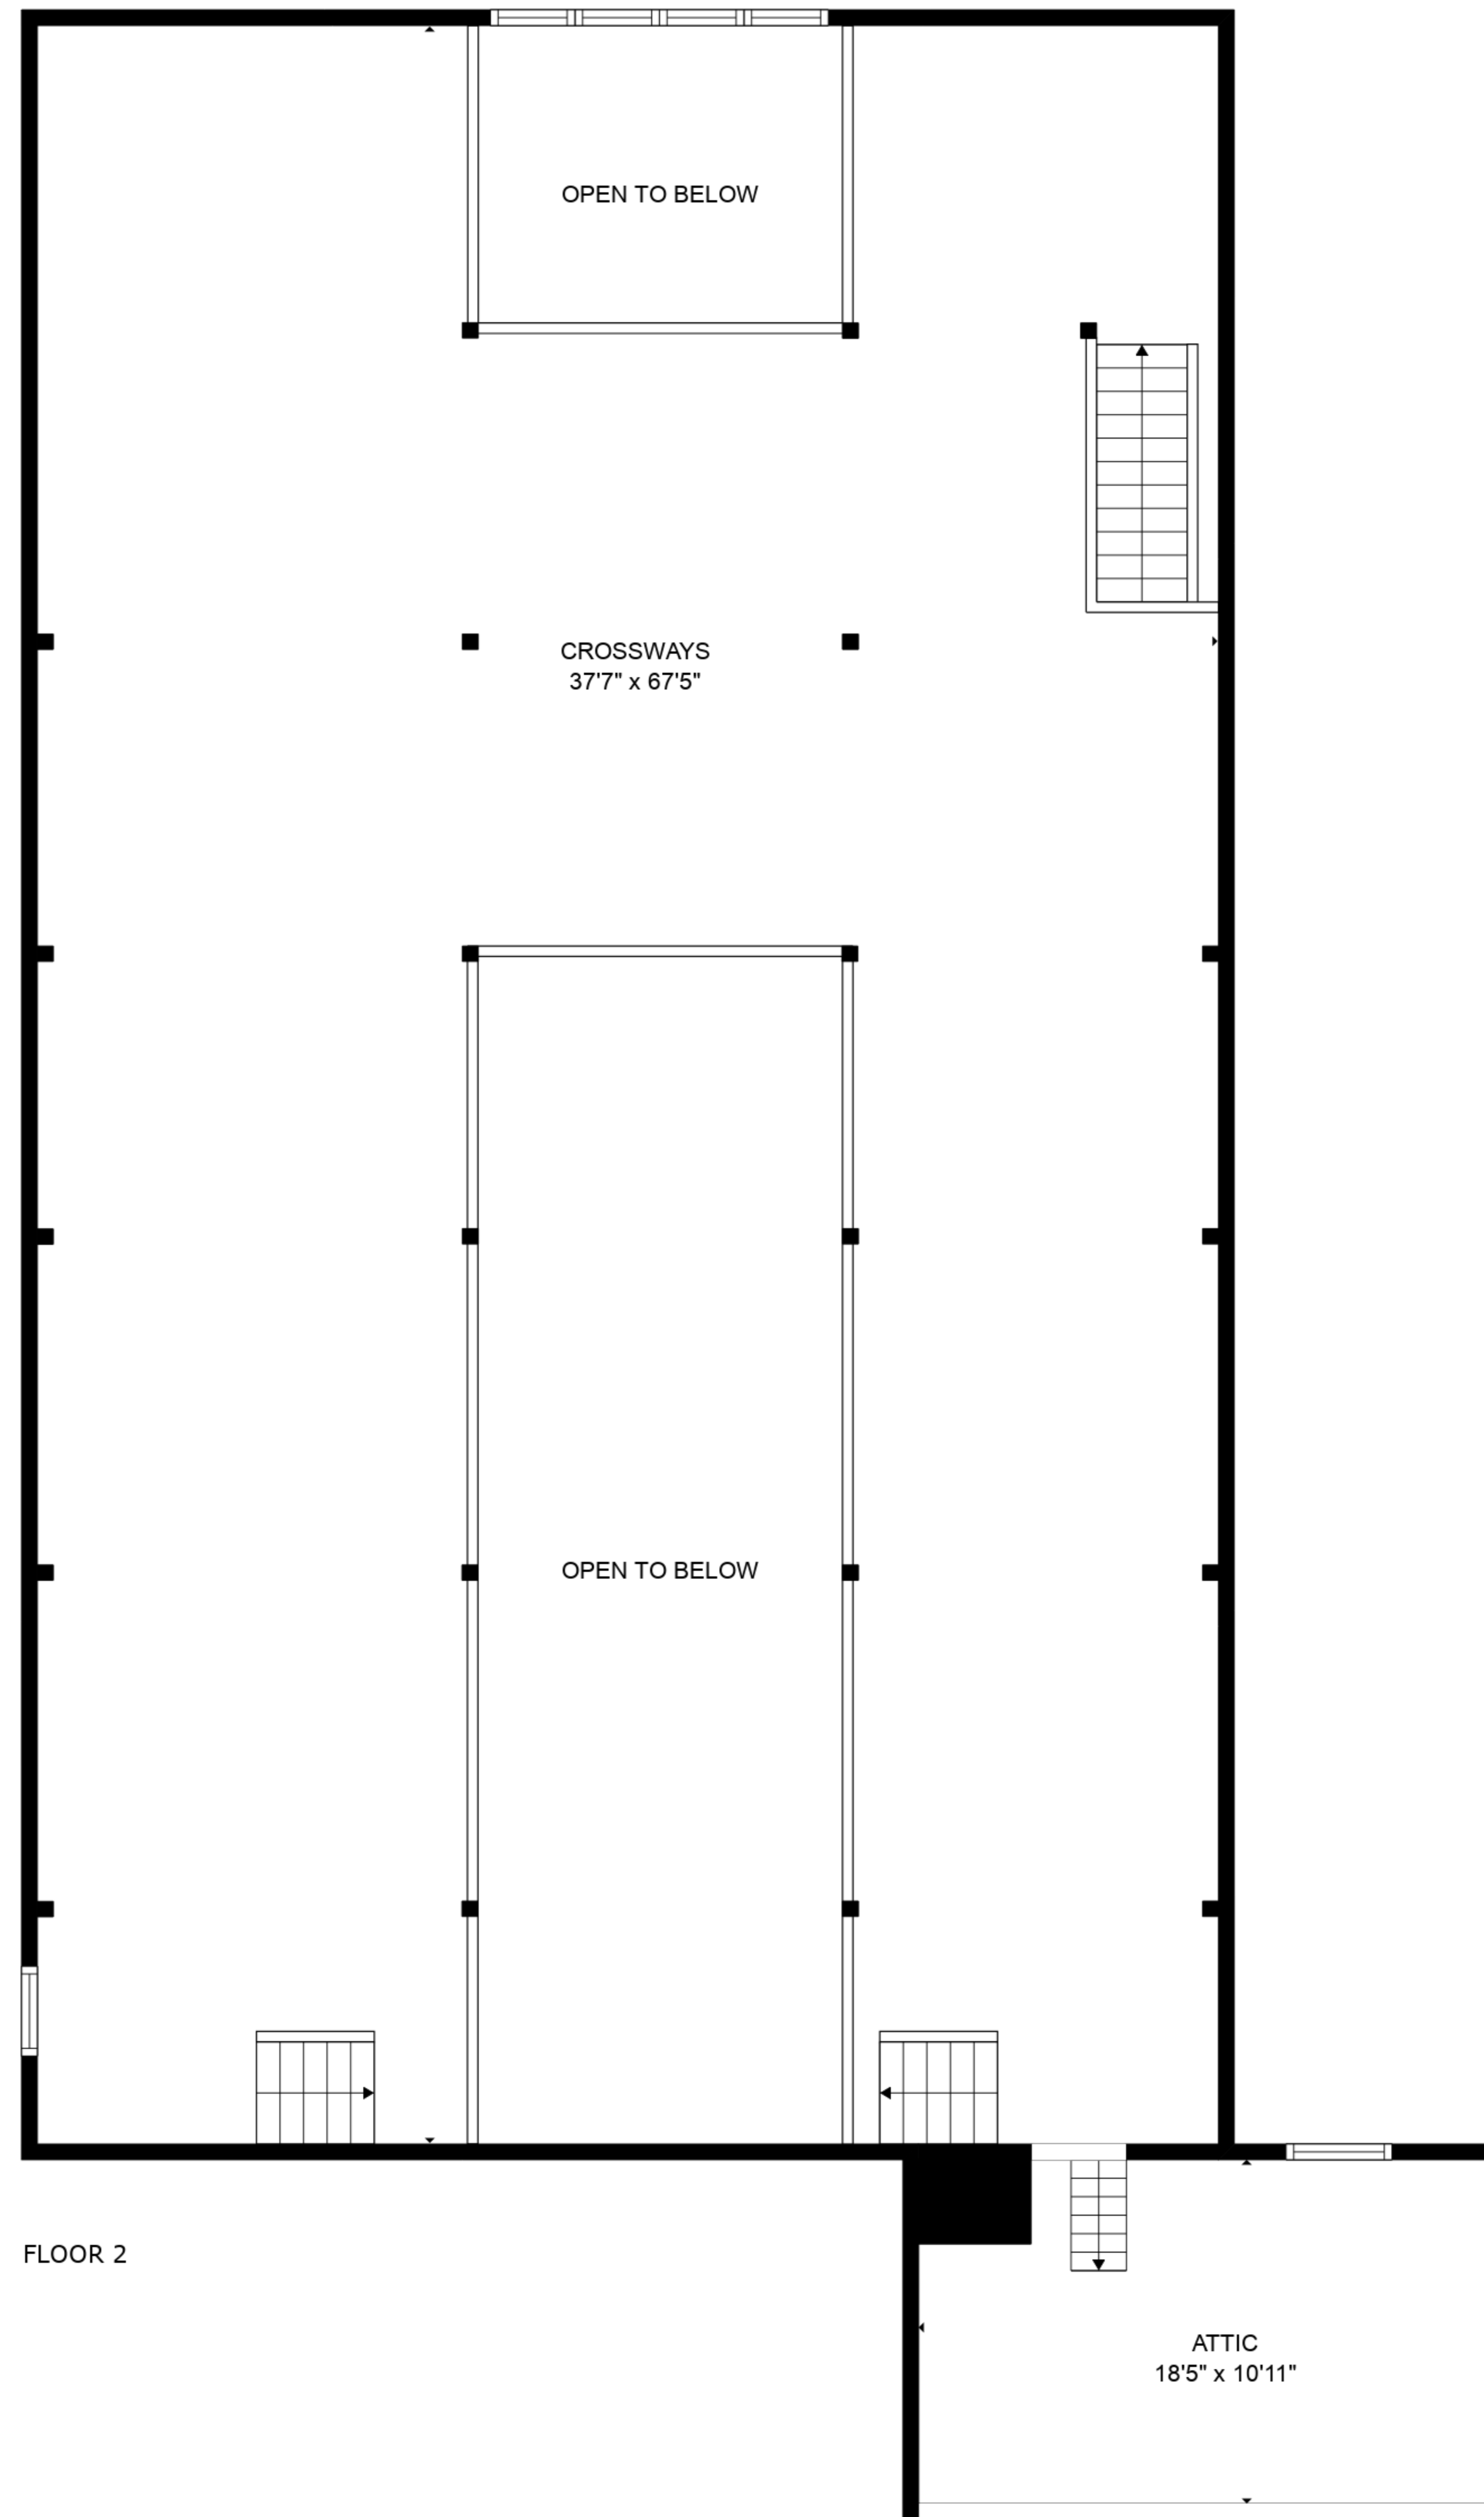 OPEN TO BELOW
CROSSWAYS
37'7" x 67'5"
OPEN TO BELOW
FLOOR 2
ATTIC
18'5" x 10'11"